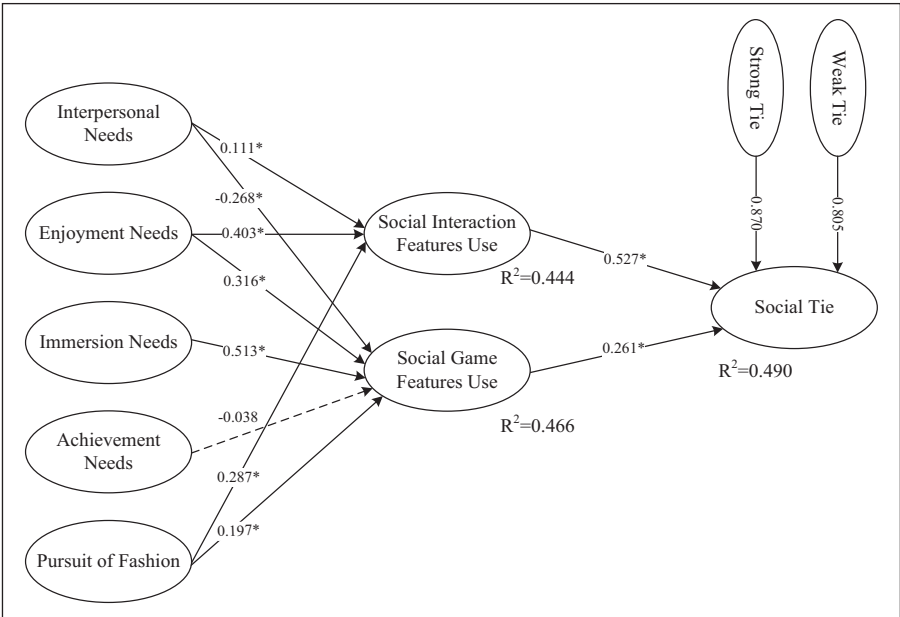 Interpersonal
Needs
Enjoyment Needs
Immersion Needs
Achievement
Needs
Pursuit of Fashion
0.111*
-0.268*
0.403*
0.316*
0.513*
-0.038
0.287*
0.197*
Social Interaction
Features Use
R²=0.444
Social Game
Features Use
R²=0.466
0.527*
0.261*
Strong Tie
Weak Tie
0.870
0.805
Social Tie
R²=0.490